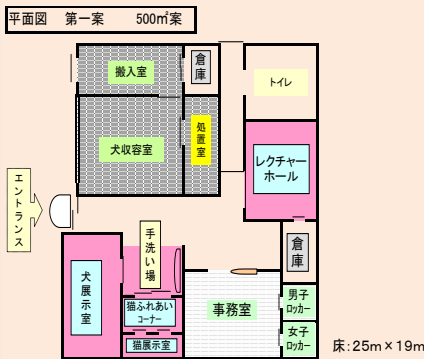 平面図 第一案 500㎡案
搬入室
倉庫
トイレ
犬収容室
処置室
レクチャー
ホール
エントランス
手洗い場
倉庫
犬展示室
猫ふれあい
コーナー
事務室
男子
ロッカー
猫展示室
女子
ロッカー
床:25m×19m